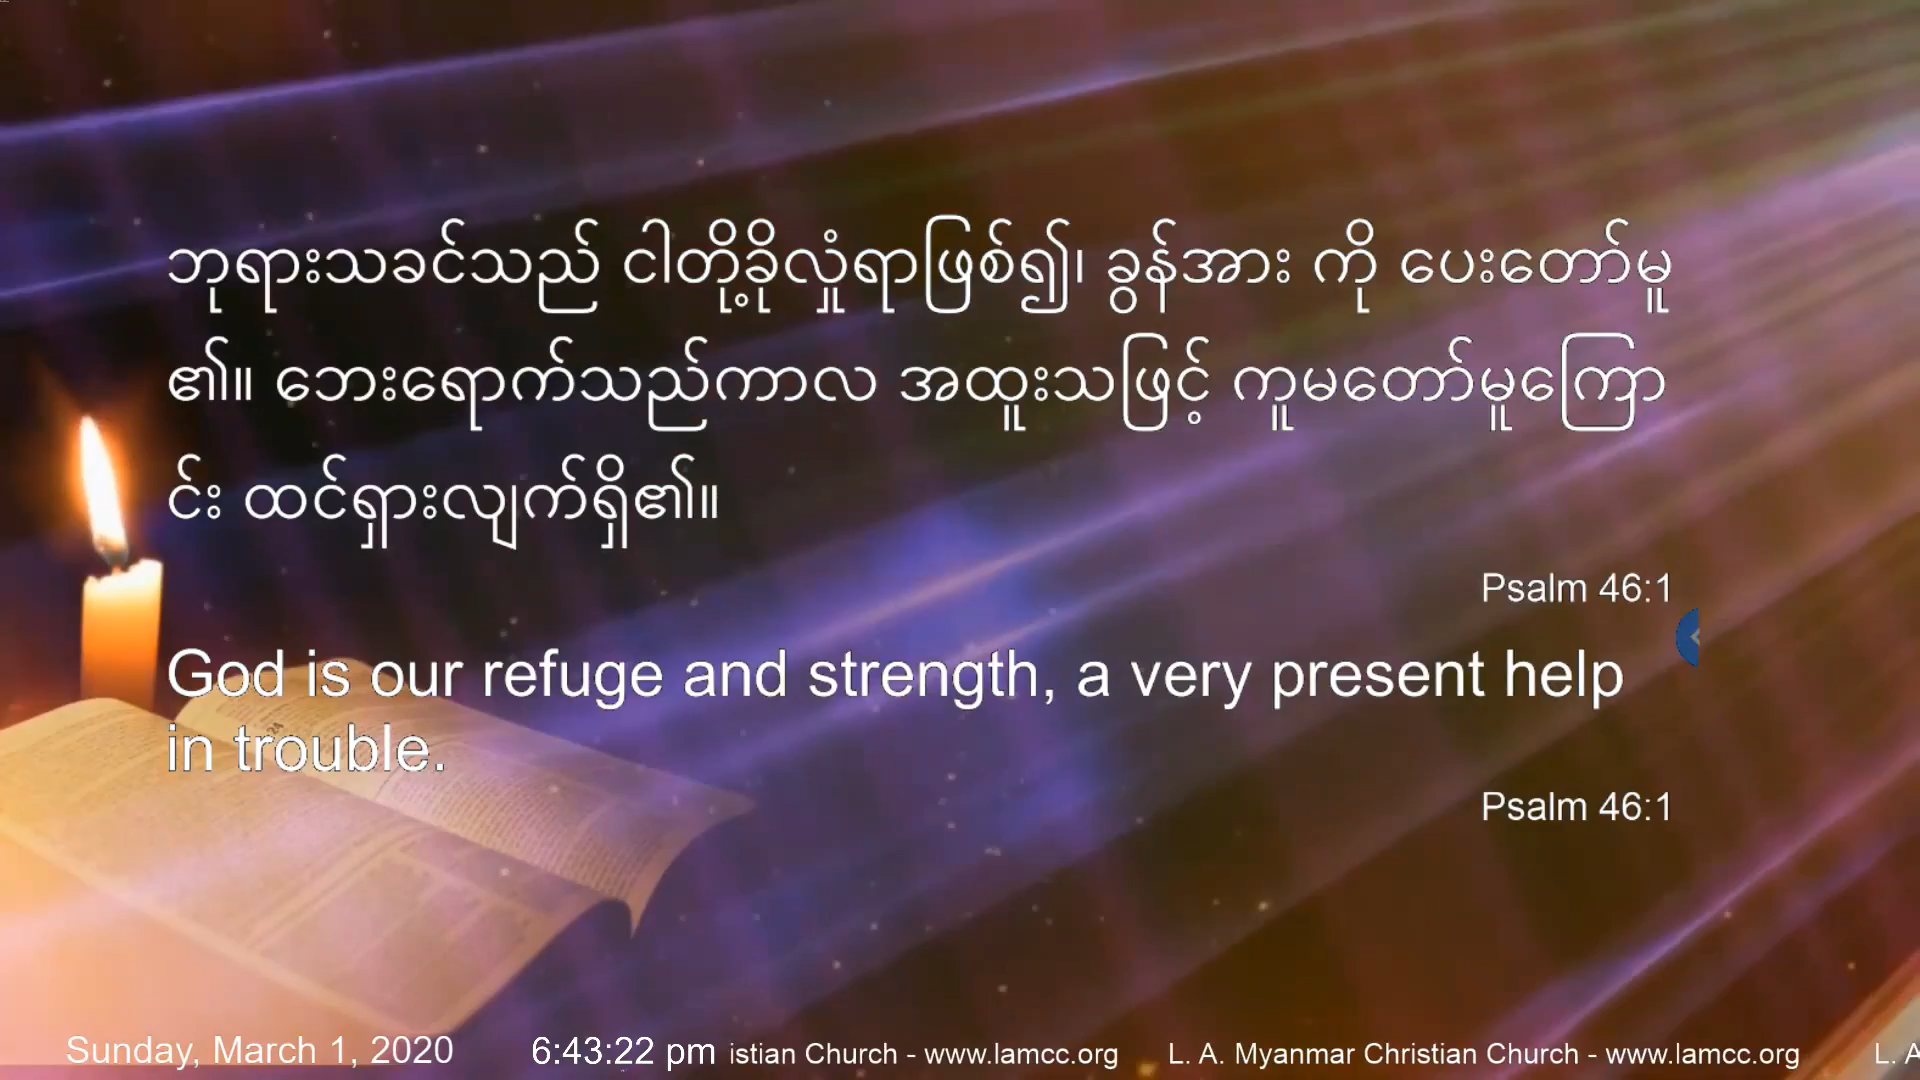 ဘုရားသခင်သည် ငါတို့ခိုလှုံရာဖြစ်၍၊ ခွန်အား ကို ပေးတော်မူ
၏။ ဘေးရောက်သည်ကာလ အထူးသဖြင့် ကူမတော်မူကြော
င်း ထင်ရှားလျက်ရှိ၏။
Psalm 46:1
God is our refuge and strength, a very present help
in trouble.
Psalm 46:1
Sunday, March 1, 2020 6:43:22 pm istian Church - www.lamcc.org L. A. Myanmar Christian Church - www.lamcc.org L. A